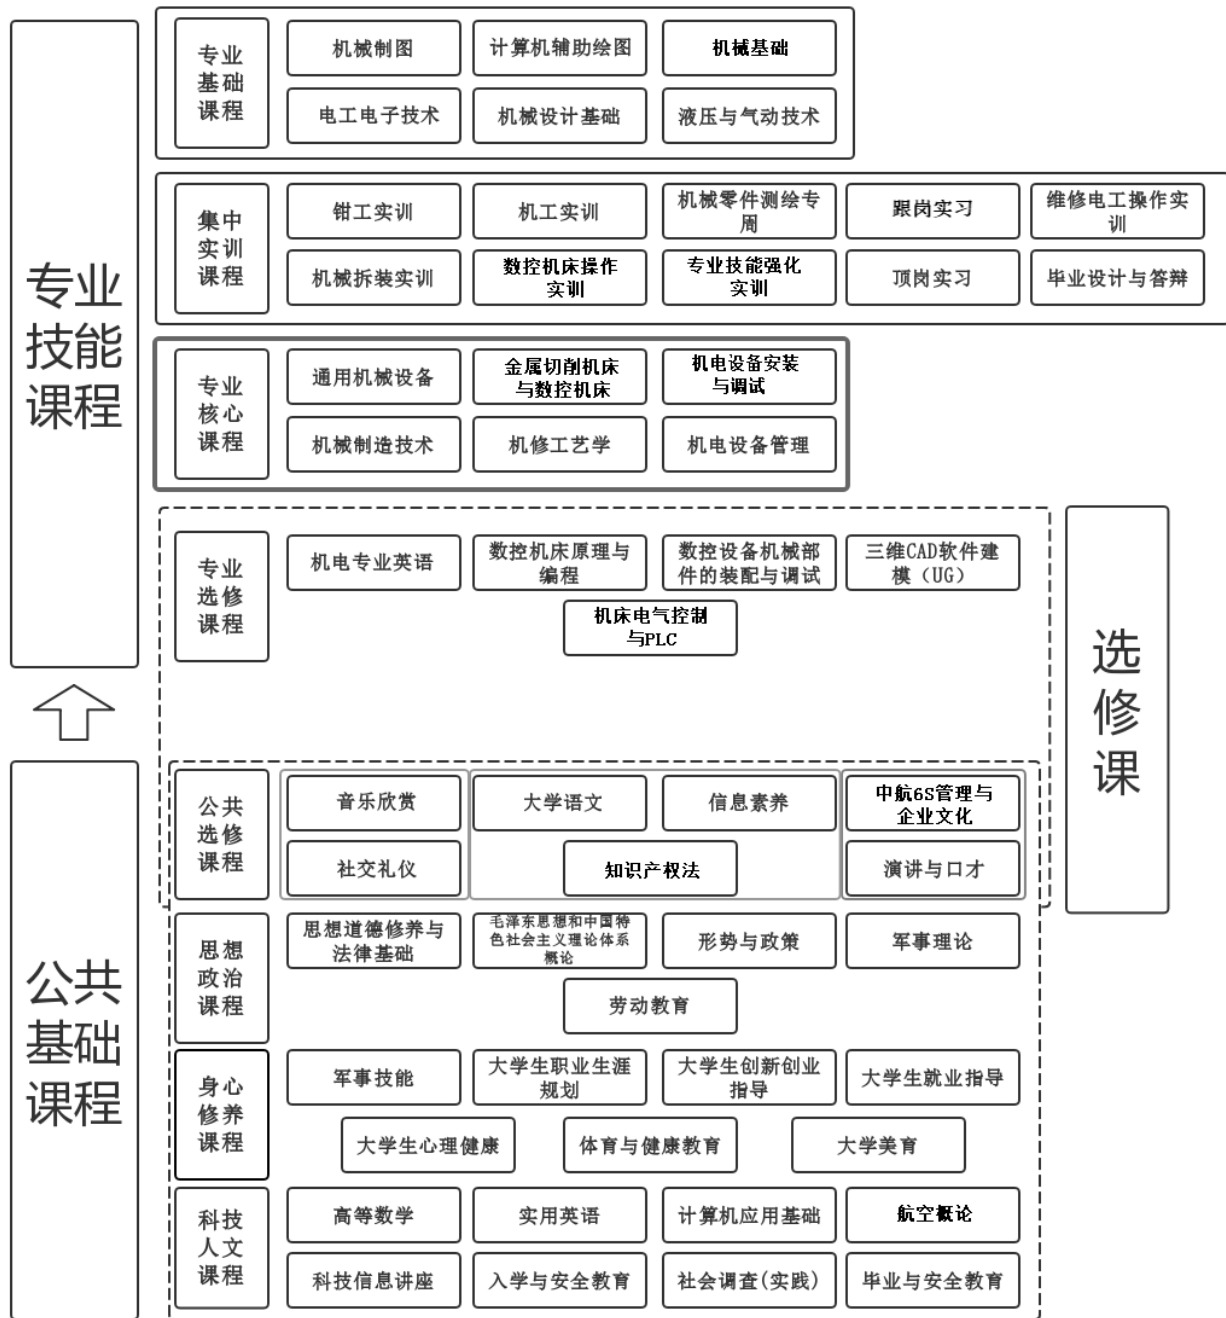 专业
技能
课程
专业
基础
课程
机械制图
计算机辅助绘图
机械基础
电工电子技术
机械设计基础
液压与气动技术
集中
实训
课程
钳工实训
机工实训
机械零件测绘专
周
跟岗实习
维修电工操作实
训
机械拆装实训
数控机床操作
实训
专业技能强化
实训
顶岗实习
毕业设计与答辩
专业
核心
课程
通用机械设备
金属切削机床
与数控机床
机电设备安装
与调试
机械制造技术
机修工艺学
机电设备管理
专业
选修
课程
机电专业英语
数控机床原理与
编程
数控设备机械部
件的装配与调试
三维CAD软件建
模（UG）
机床电气控制
与PLC
选
修
课
公共
基础
课程
公共
选修
课程
音乐欣赏
大学语文
信息素养
中航6S管理与
企业文化
社交礼仪
知识产权法
演讲与口才
思想
政治
课程
思想道德修养与
法律基础
毛泽东思想和中国特
色社会主义理论体系
概论
形势与政策
军事理论
劳动教育
身心
修养
课程
军事技能
大学生职业生涯
规划
大学生创新创业
指导
大学生就业指导
大学生心理健康
体育与健康教育
大学美育
科技
人文
课程
高等数学
实用英语
计算机应用基础
航空概论
科技信息讲座
入学与安全教育
社会调查(实践)
毕业与安全教育